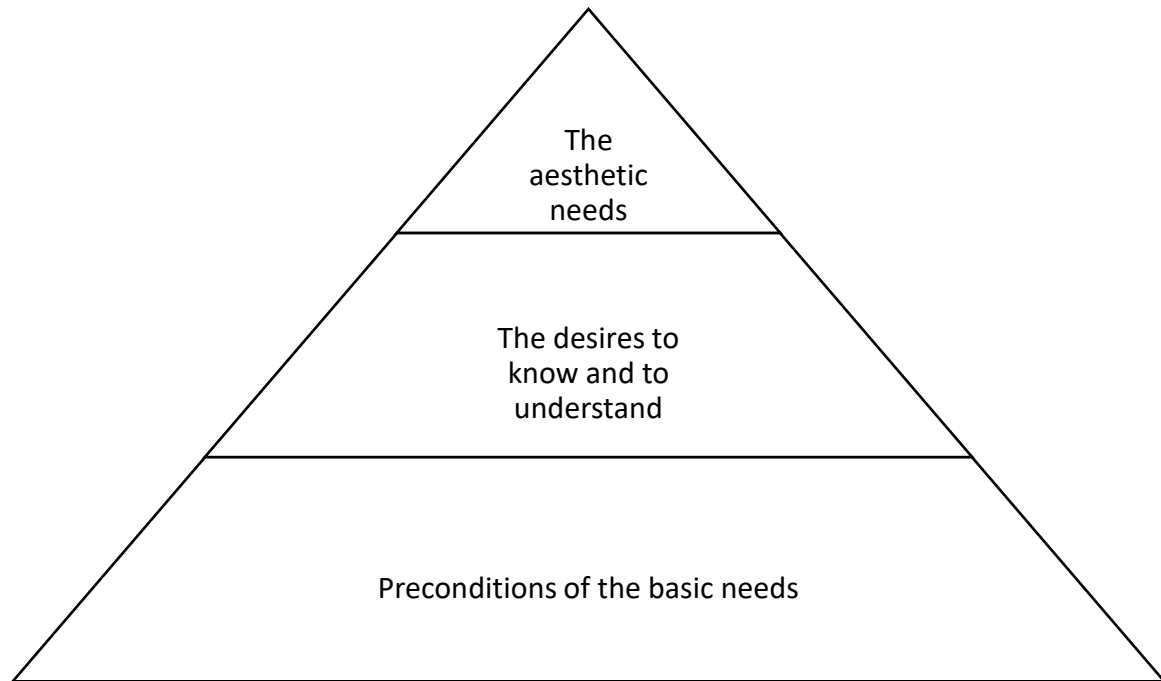 The
aesthetic
needs
The desires to
know and to
understand
Preconditions of the basic needs